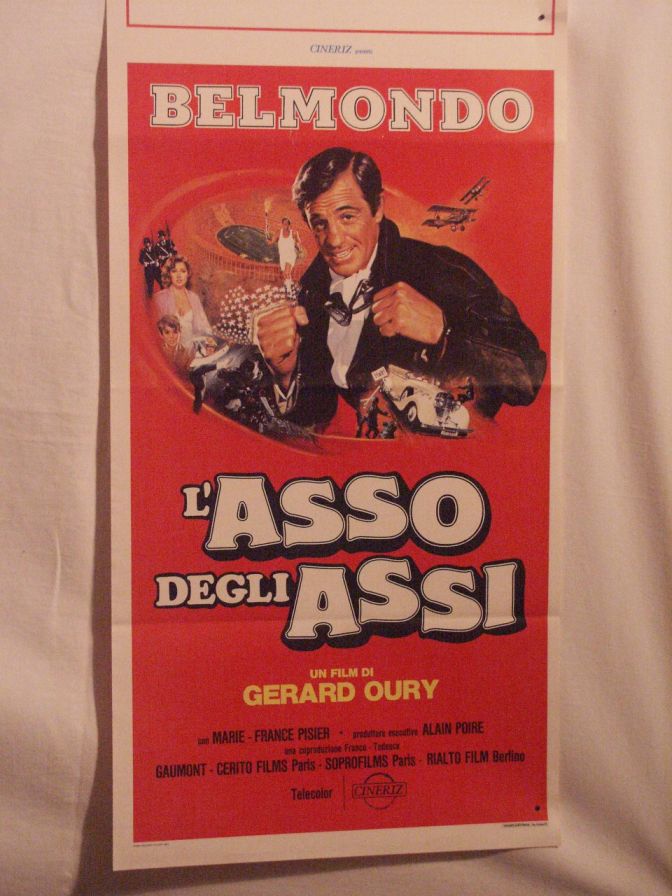 CINERIZ presenta
BELMONDO
L'ASSO
DEGLI ASSI
UN FILM DI
GERARD OURY
con MARIE - FRANCE PISIER • produttore esecutivo ALAIN POIRE
una coproduzione Franco - Tedesca
GAUMONT - CERITO FILMS Paris - SOPROFILMS Paris - RIALTO FILM Berlino
Telecolor CINERIZ